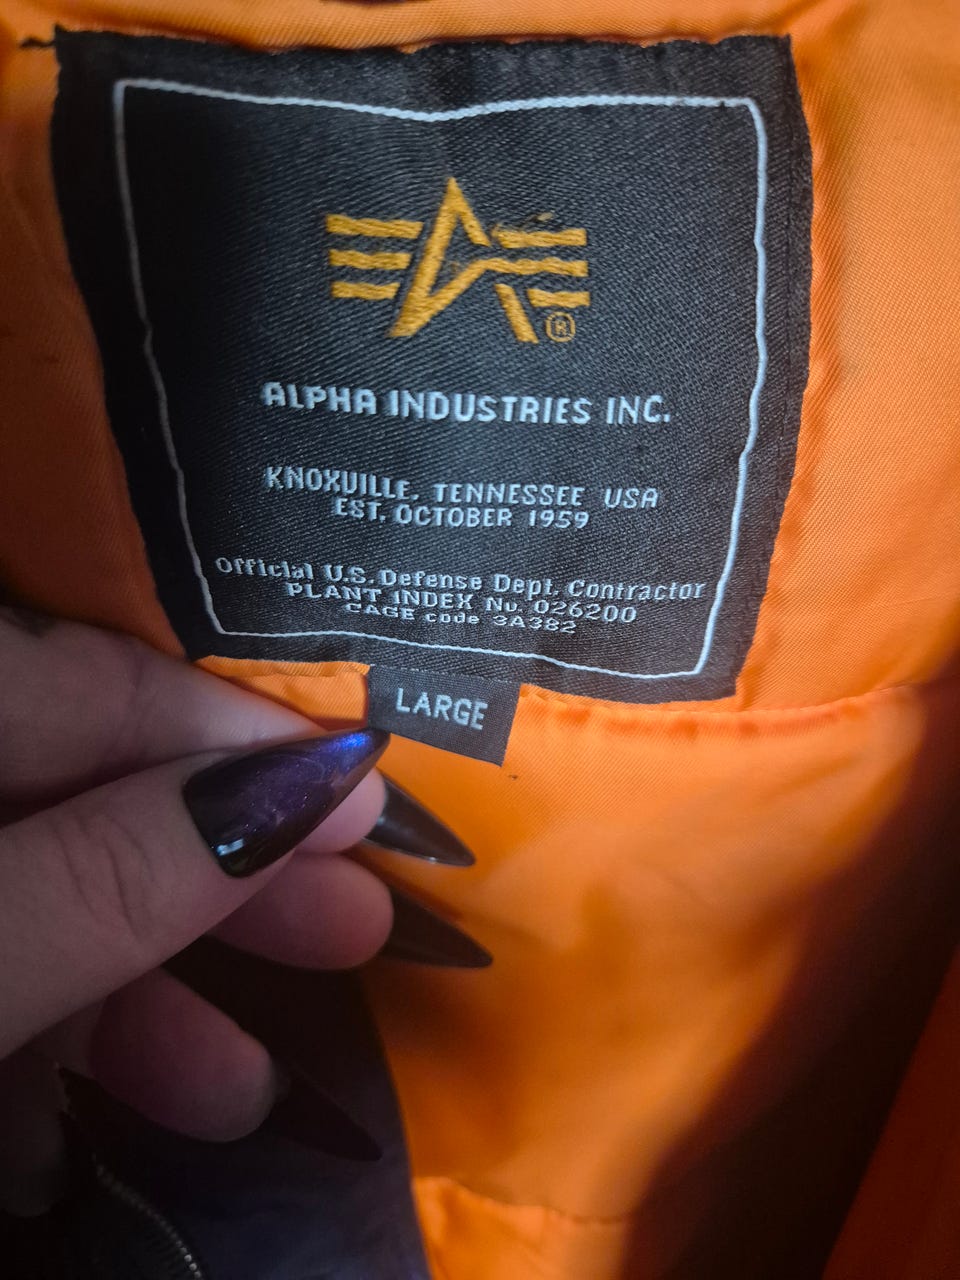 ®
ALPHA INDUSTRIES INC.
KNOXVILLE, TENNESSEE USA
EST. OCTOBER 1959
Official U.S. Defense Dept. Contractor
PLANT INDEX No. 026200
CAGE code 3A382
LARGE